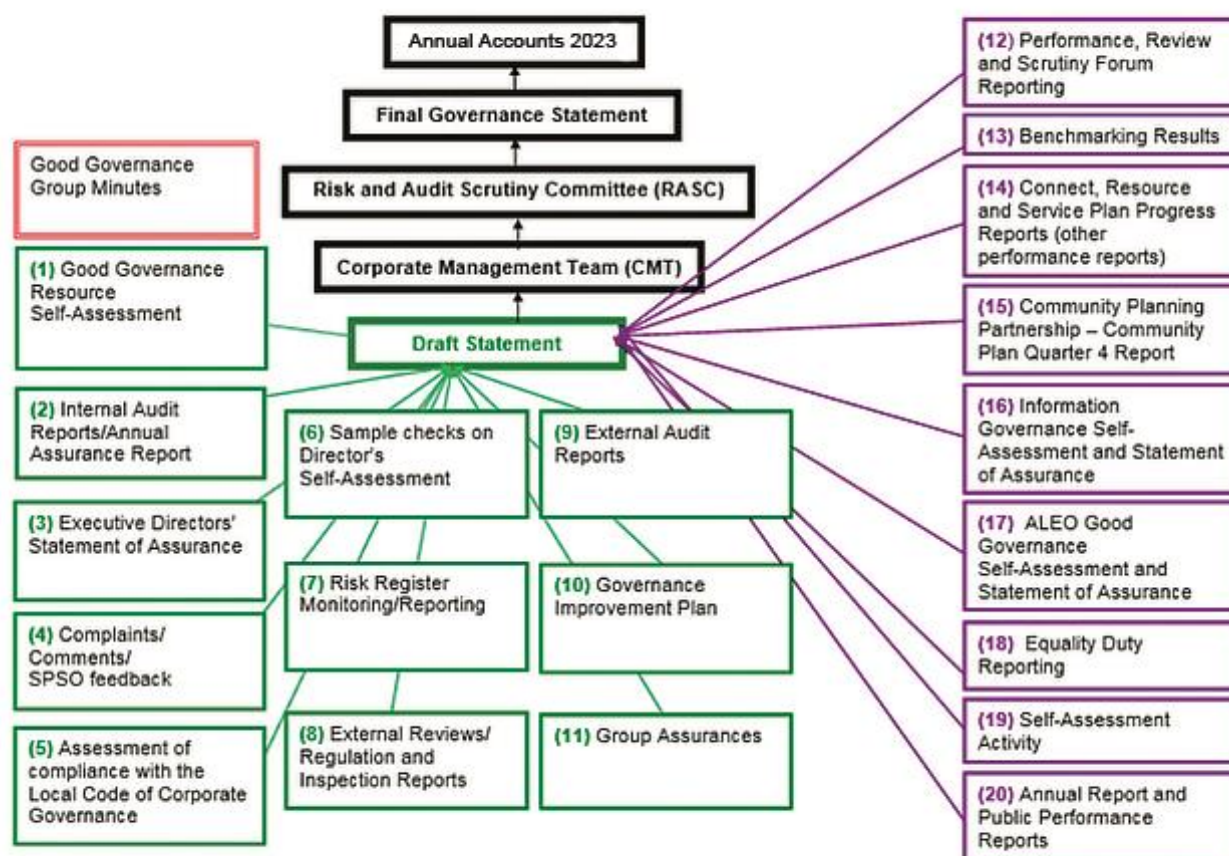 Annual Accounts 2023
Final Governance Statement
Risk and Audit Scrutiny Committee (RASC)
Corporate Management Team (CMT)
Draft Statement
Good Governance
Group Minutes
(1) Good Governance
Resource
Self-Assessment
(2) Internal Audit
Reports/Annual
Assurance Report
(3) Executive Directors'
Statement of Assurance
(4) Complaints/
Comments/
SPSO feedback
(5) Assessment of
compliance with the
Local Code of Corporate
Governance
(6) Sample checks on
Director's
Self-Assessment
(7) Risk Register
Monitoring/Reporting
(8) External Reviews/
Regulation and
Inspection Reports
(9) External Audit
Reports
(10) Governance
Improvement Plan
(11) Group Assurances
(12) Performance, Review
and Scrutiny Forum
Reporting
(13) Benchmarking Results
(14) Connect, Resource
and Service Plan Progress
Reports (other
performance reports)
(15) Community Planning
Partnership – Community
Plan Quarter 4 Report
(16) Information
Governance Self-
Assessment and Statement
of Assurance
(17) ALEO Good
Governance
Self-Assessment and
Statement of Assurance
(18) Equality Duty
Reporting
(19) Self-Assessment
Activity
(20) Annual Report and
Public Performance
Reports